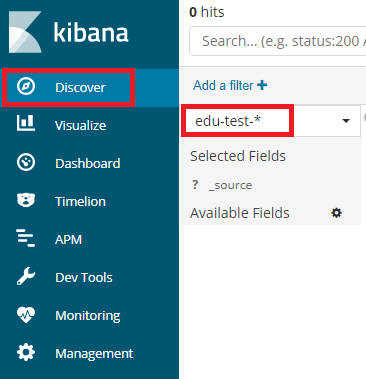 kibana
Discover
Visualize
Dashboard
Timelion
APM
Dev Tools
Monitoring
Management
0 hits
Search... (e.g. status:200 A
Add a filter +
edu-test-*
Selected Fields
? _source
Available Fields